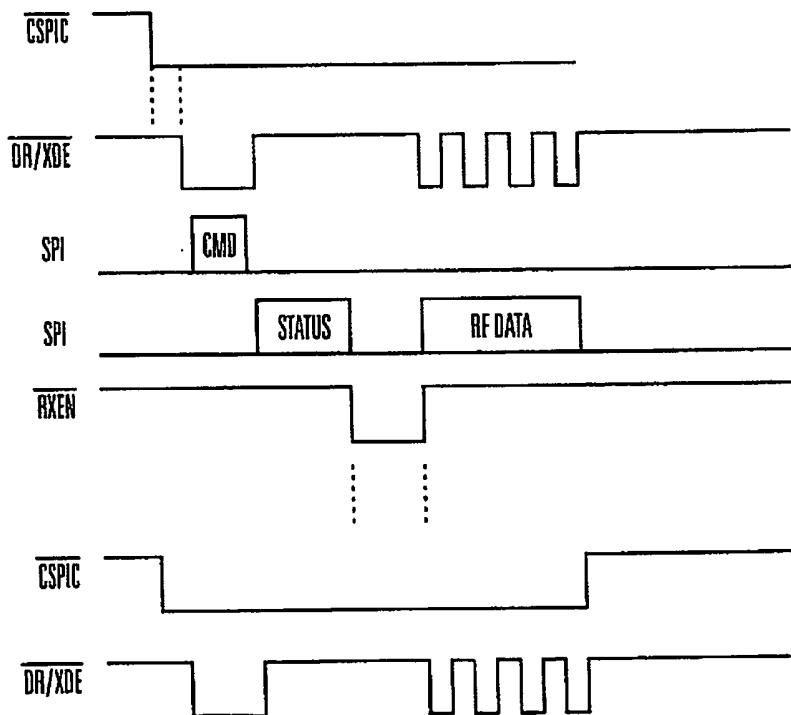 CSPIC
DR/XDE
SPI CMD
SPI STATUS RF DATA
RXEN
CSPIC
DR/XDE